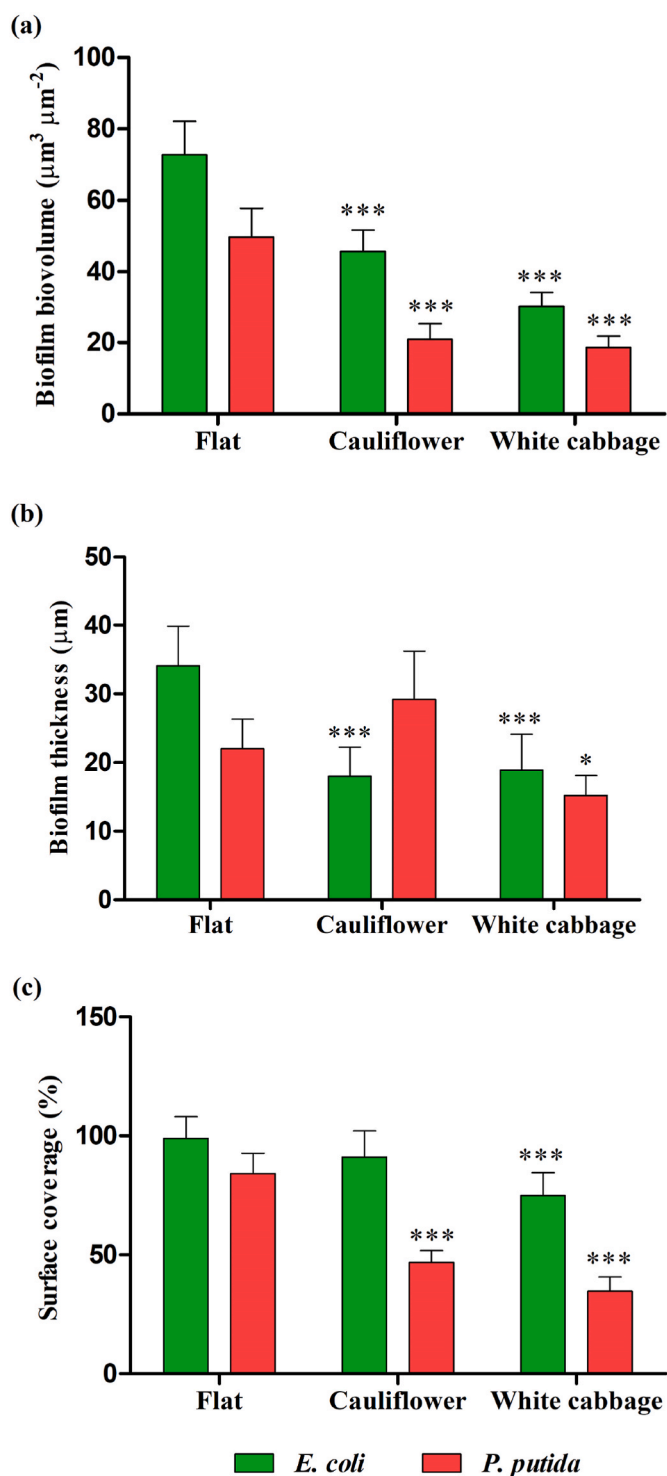 (a)
Biofilm biovolume (µm³ µm⁻²)
100
80
60
40
20
0
***
***
***
***
Flat Cauliflower White cabbage
(b)
Biofilm thickness (µm)
50
40
30
20
10
0
***
***
*
Flat Cauliflower White cabbage
(c)
Surface coverage (%)
150
100
50
0
***
***
***
Flat Cauliflower White cabbage
E. coli P. putida